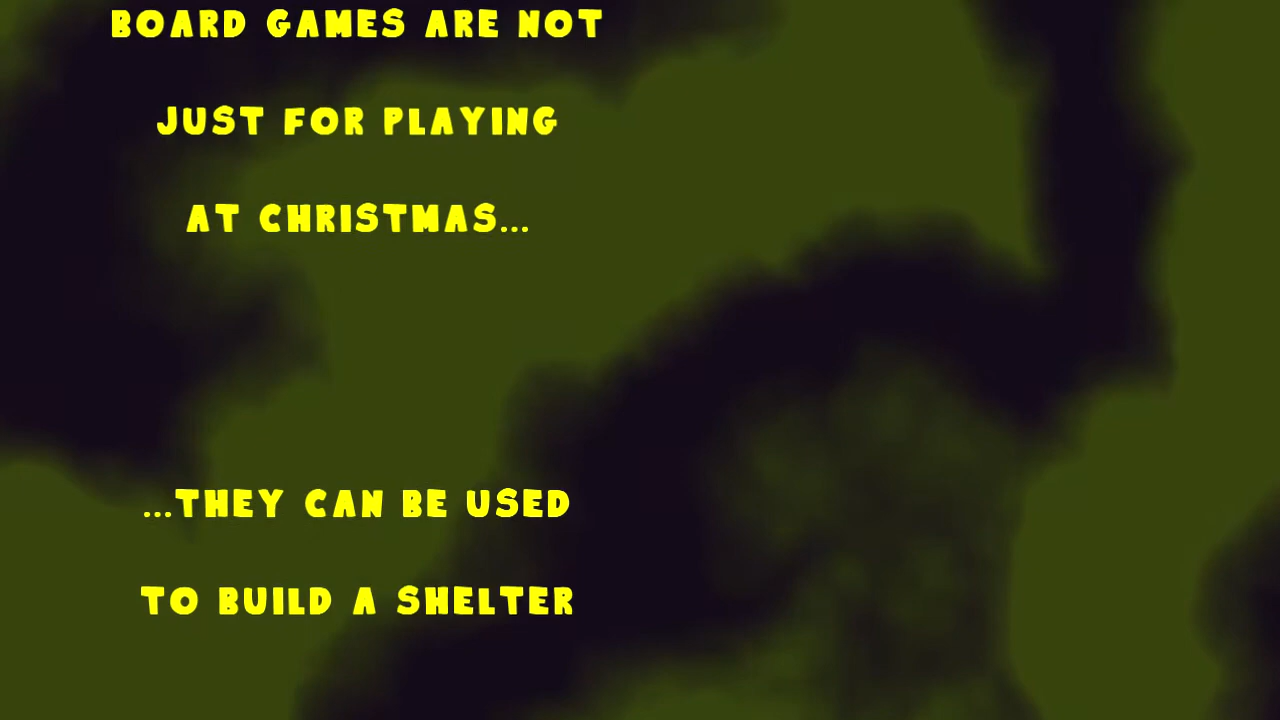 BOARD GAMES ARE NOT
JUST FOR PLAYING
AT CHRISTMAS...
...THEY CAN BE USED
TO BUILD A SHELTER